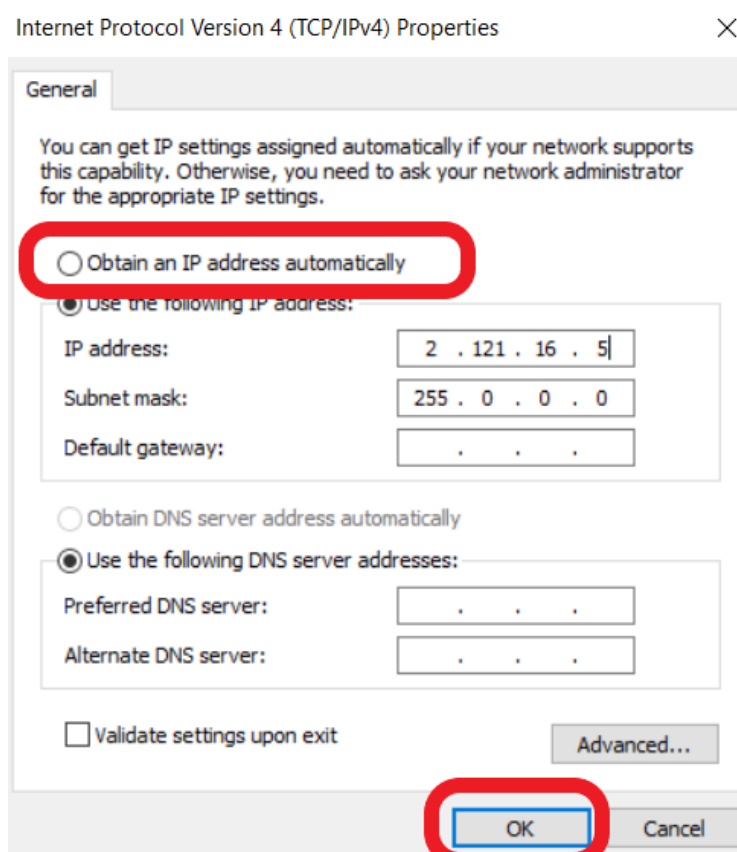 Internet Protocol Version 4 (TCP/IPv4) Properties
General
You can get IP settings assigned automatically if your network supports
this capability. Otherwise, you need to ask your network administrator
for the appropriate IP settings.
Obtain an IP address automatically
Use the following IP address:
IP address: 2 . 121 . 16 . 5
Subnet mask: 255 . 0 . 0 . 0
Default gateway: . . .
Obtain DNS server address automatically
Use the following DNS server addresses:
Preferred DNS server: . . .
Alternate DNS server: . . .
Validate settings upon exit
Advanced...
OK Cancel